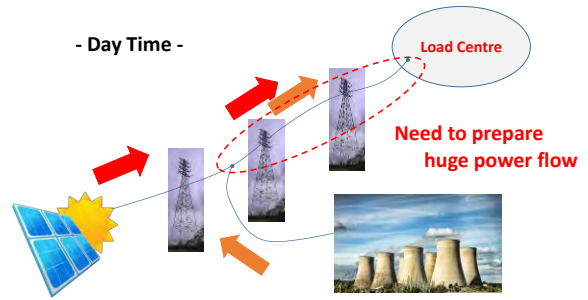 - Day Time -
Load Centre
Need to prepare
huge power flow